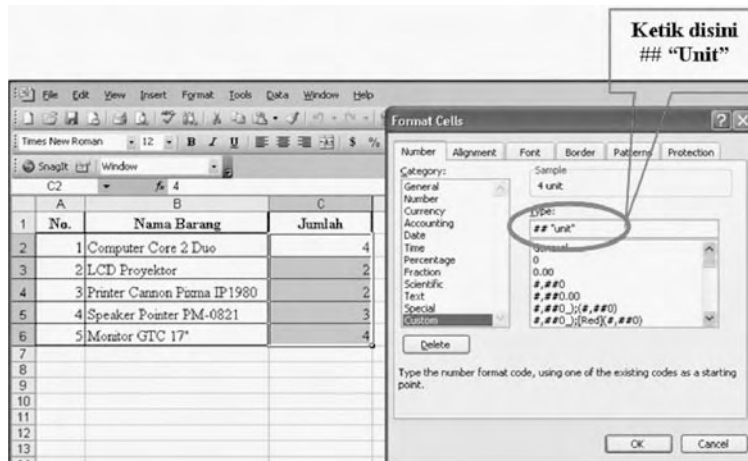 Ketik disini
## “Unit”
File Edit View Insert Format Tools Data Window Help
Times New Roman 12 B I U $ %
SnagIt Window
C2 fx 4
A B C
1 No. Nama Barang Jumlah
2 1 Computer Core 2 Duo 4
3 2 LCD Proyektor 2
4 3 Printer Cannon Pixma IP1980 2
5 4 Speaker Pointer PM-0821 3
6 5 Monitor GTC 17" 4
7
8
9
10
11
12
13
Format Cells
Number Alignment Font Border Patterns Protection
Category:
General
Number
Currency
Accounting
Date
Time
Percentage
Fraction
Scientific
Text
Special
Custom
Sample
4 unit
Type:
## "unit"
General
0
0.00
#,##0
#,##0.00
#,##0_);(#,##0)
#,##0_);[Red](#,##0)
Delete
Type the number format code, using one of the existing codes as a starting
point.
OK Cancel